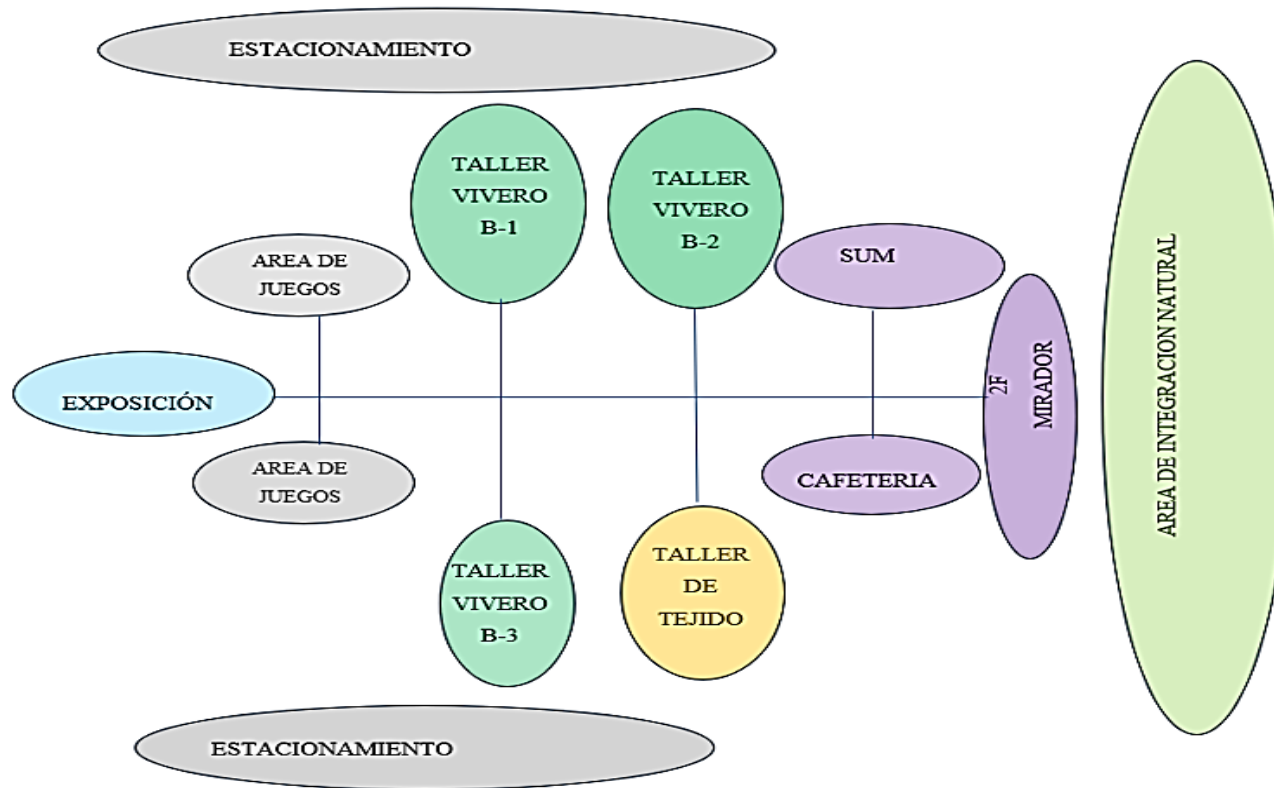 ESTACIONAMIENTO
TALLER
VIVERO
B-1
TALLER
VIVERO
B-2
AREA DE
JUEGOS
SUM
EXPOSICIÓN
2F
MIRADOR
AREA DE INTEGRACION NATURAL
AREA DE
JUEGOS
CAFETERIA
TALLER
VIVERO
B-3
TALLER
DE
TEJIDO
ESTACIONAMIENTO